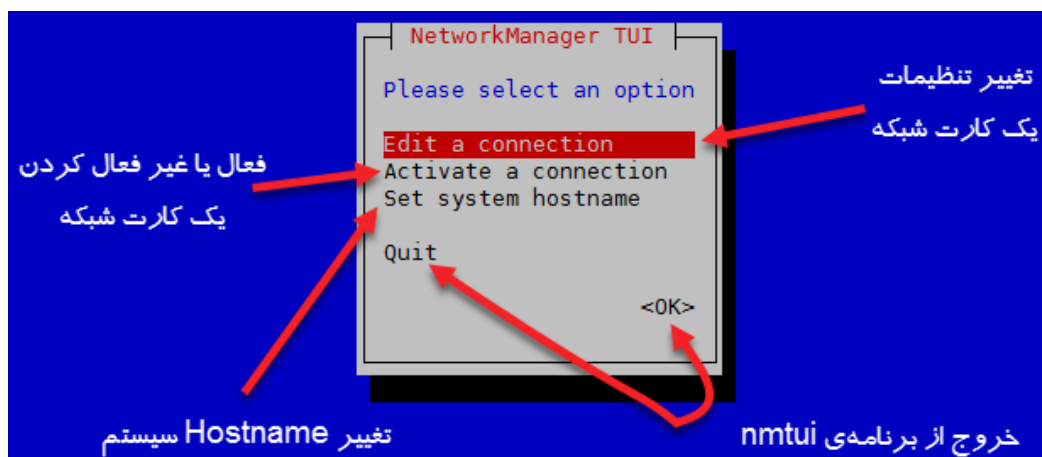 NetworkManager TUI
Please select an option
Edit a connection
Activate a connection
Set system hostname
Quit
<OK>
تغییر تنظیمات
یک کارت شبکه
فعال یا غیر فعال کردن
یک کارت شبکه
تغییر Hostname سیستم
خروج از برنامه‌ی nmtui